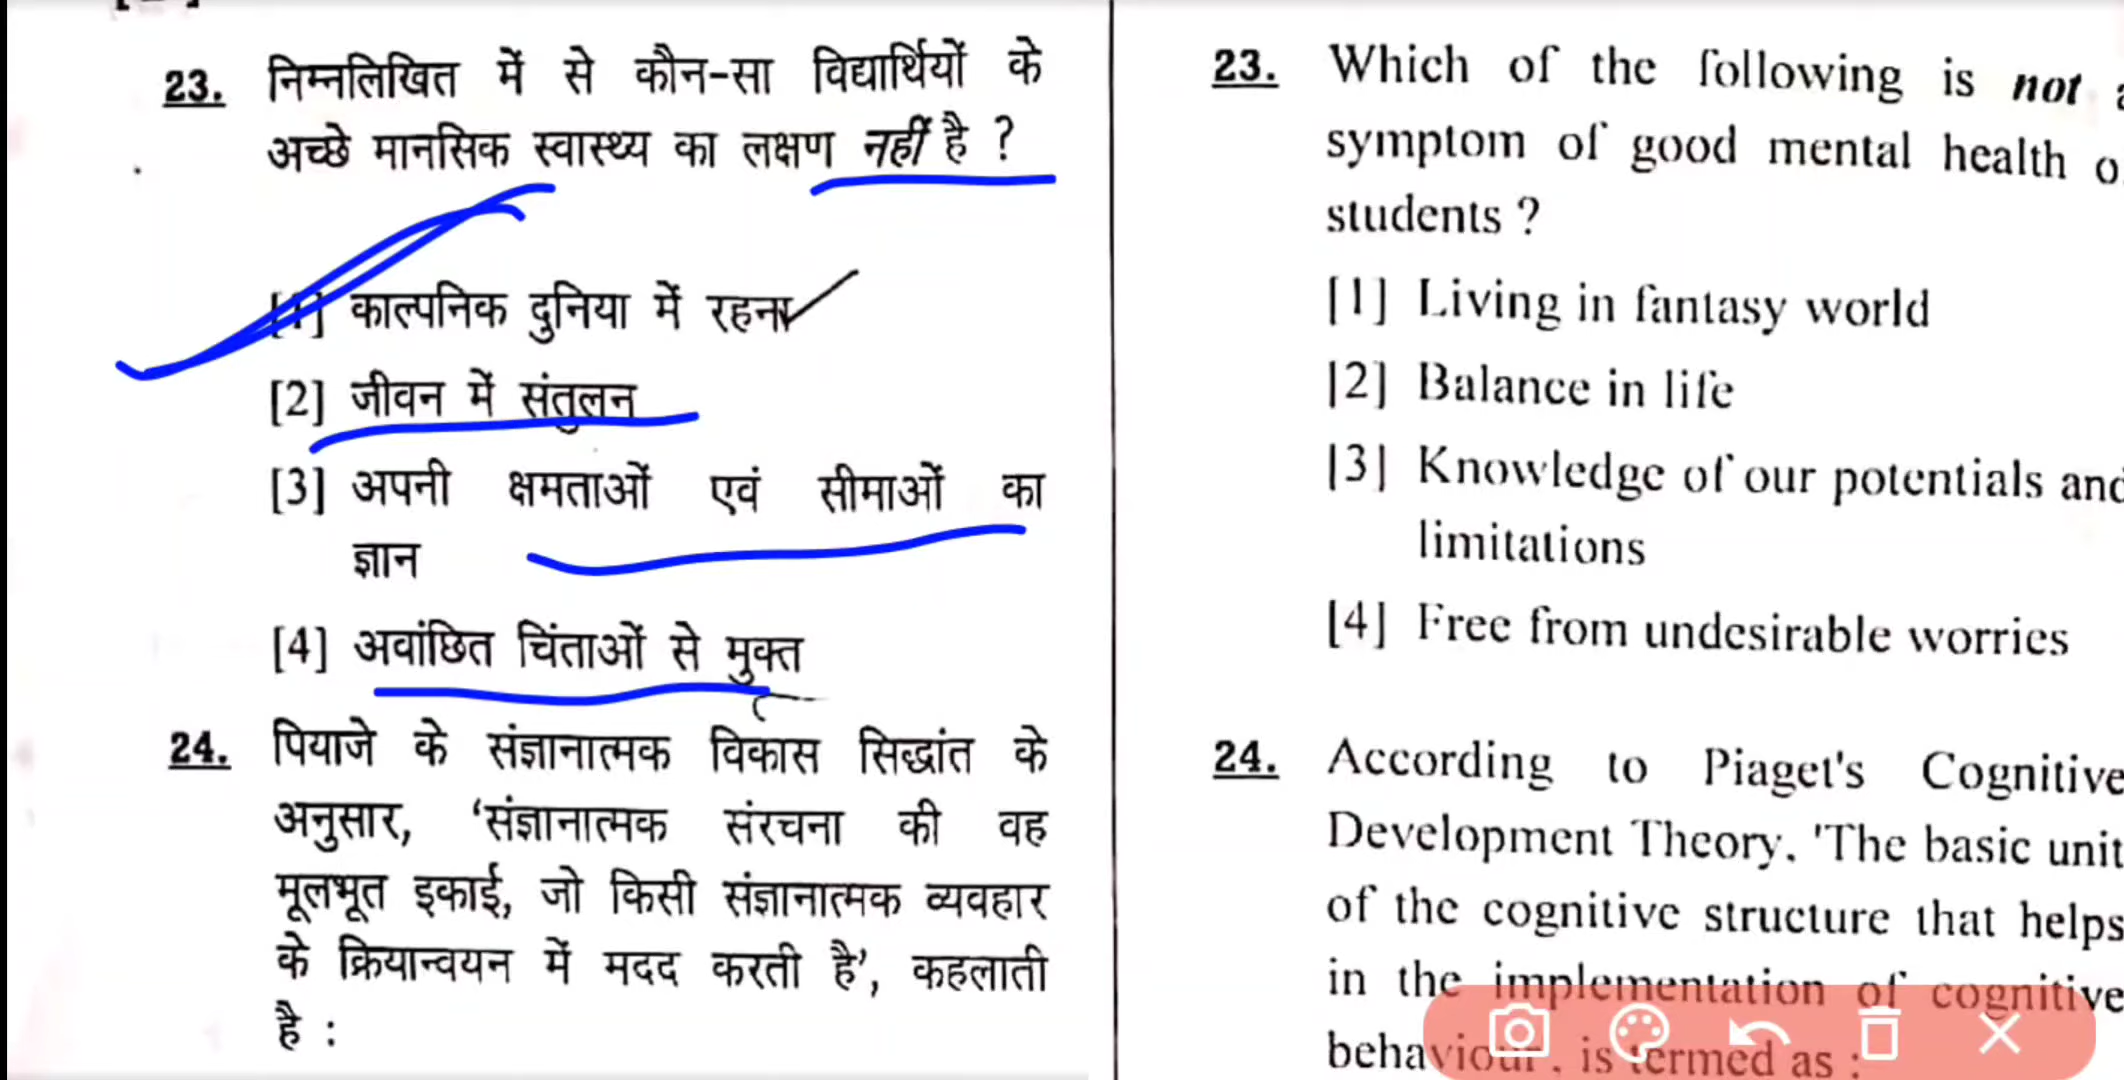 23. निम्नलिखित में से कौन-सा विद्यार्थियों के
अच्छे मानसिक स्वास्थ्य का लक्षण नहीं है ?
[1] काल्पनिक दुनिया में रहना
[2] जीवन में संतुलन
[3] अपनी क्षमताओं एवं सीमाओं का
ज्ञान
[4] अवांछित चिंताओं से मुक्त
24. पियाजे के संज्ञानात्मक विकास सिद्धांत के
अनुसार, ‘संज्ञानात्मक संरचना की वह
मूलभूत इकाई, जो किसी संज्ञानात्मक व्यवहार
के क्रियान्वयन में मदद करती है’, कहलाती
है :
23. Which of the following is not
symptom of good mental health
students ?
[1] Living in fantasy world
[2] Balance in life
[3] Knowledge of our potentials and
limitations
[4] Free from undesirable worries
24. According to Piaget's Cognitive
Development Theory, 'The basic unit
of the cognitive structure that helps
in the implementation of cognitive
behaviour, is termed as :